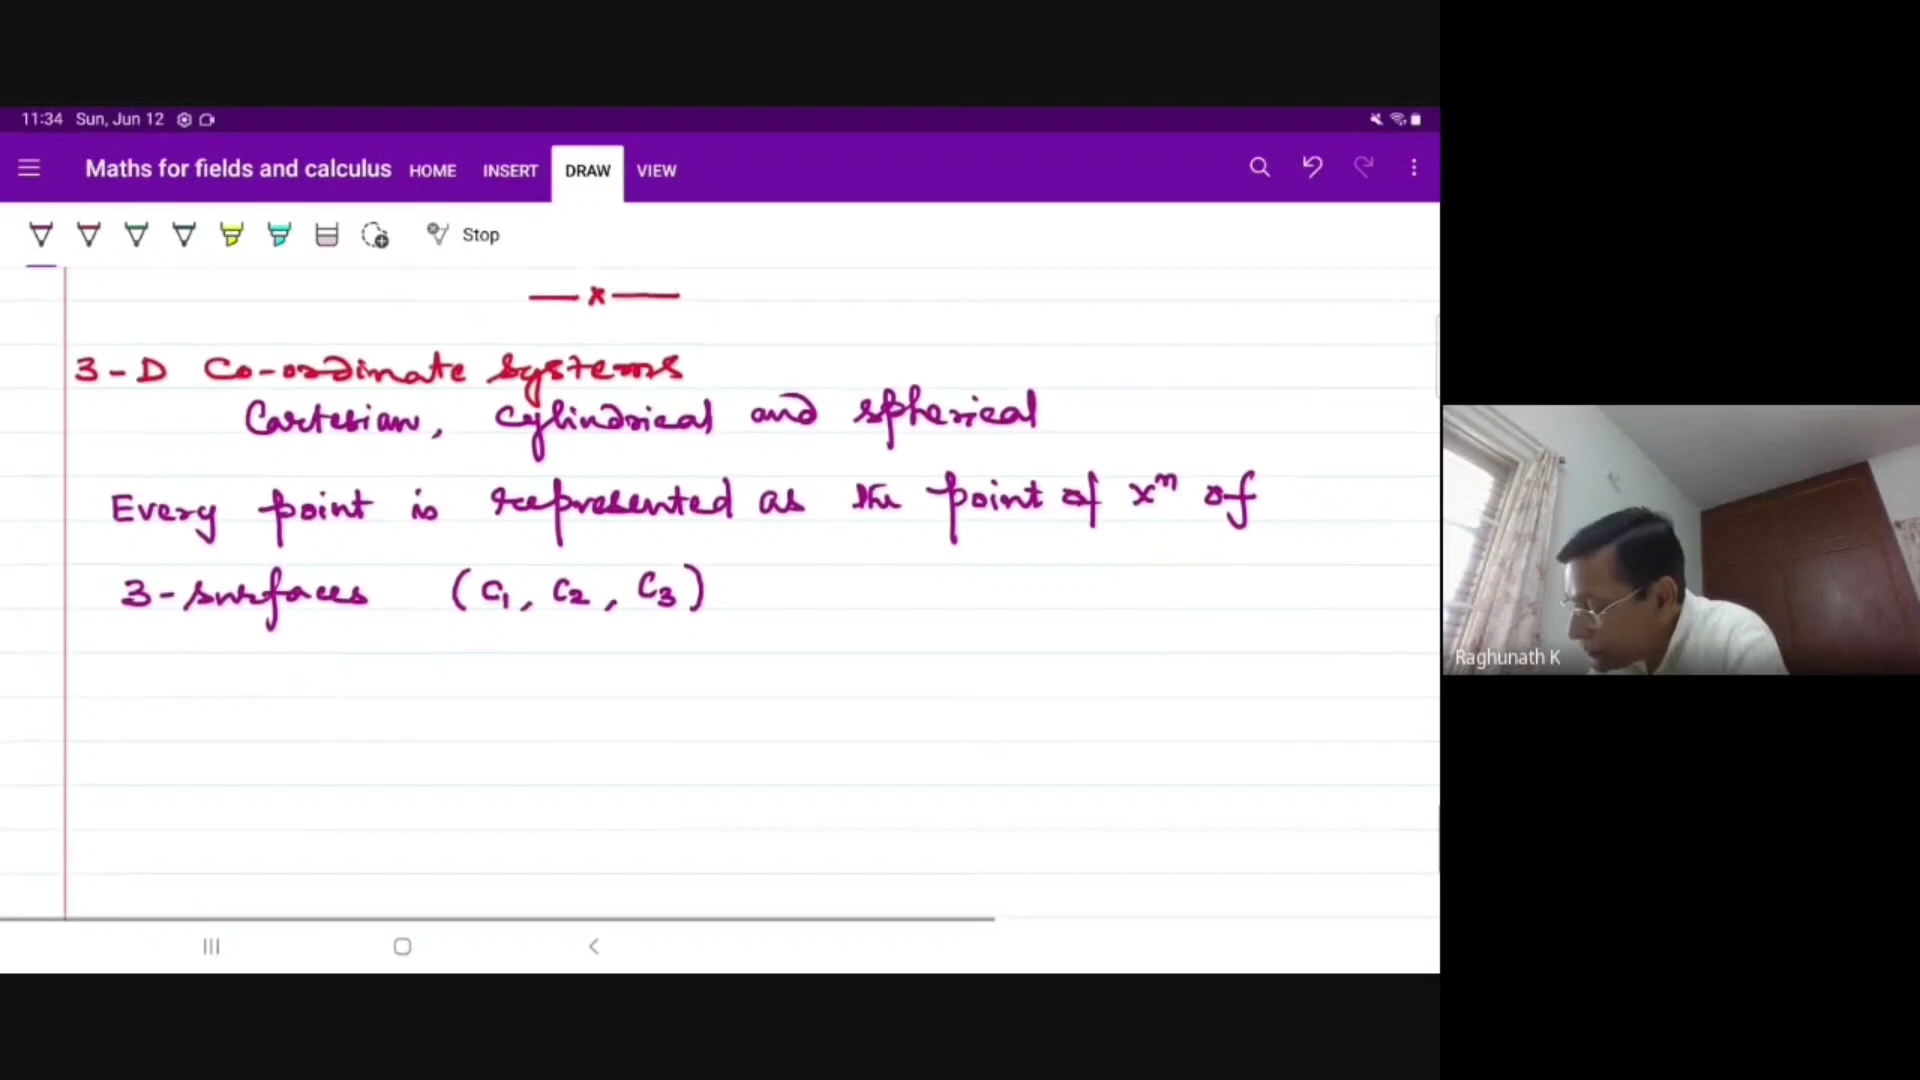 11:34 Sun, Jun 12
Maths for fields and calculus HOME INSERT DRAW VIEW
Stop
— x —
3-D Co-ordinate Systems
Cartesian, cylindrical and spherical
Every point is represented as the point of xⁿ of
3-surfaces (C₁, C₂, C₃)
Raghunath K